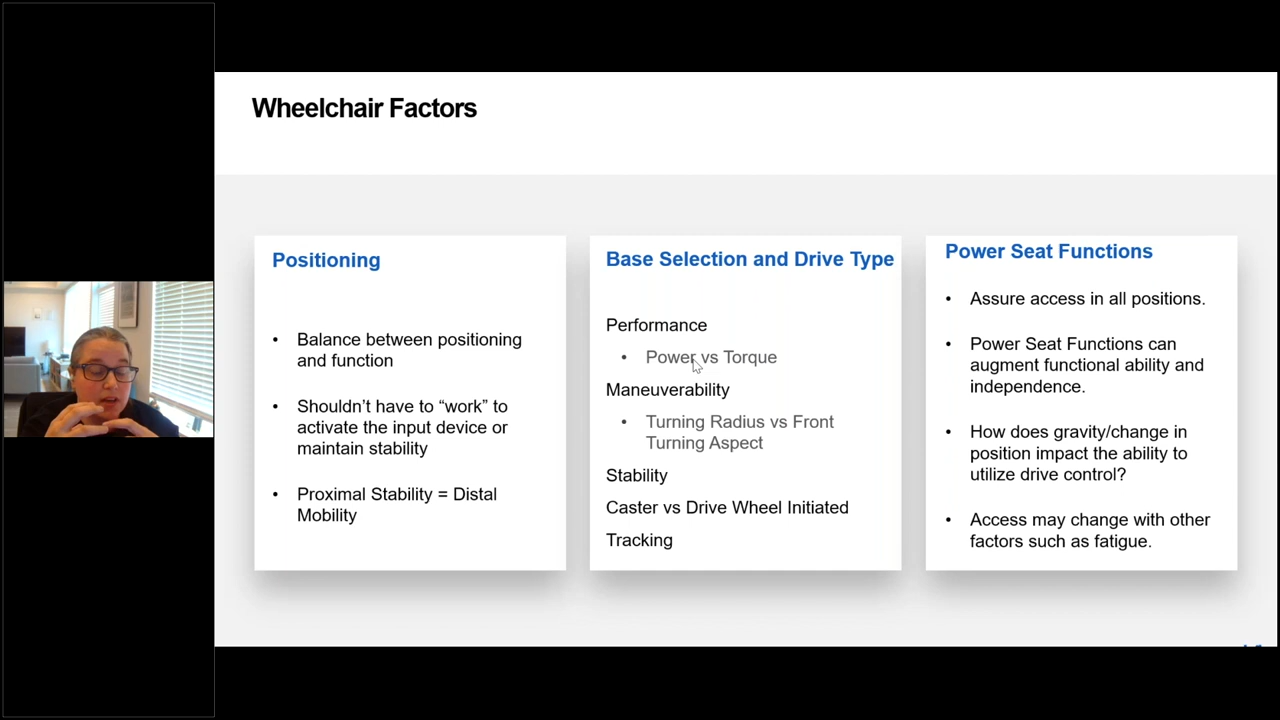 Wheelchair Factors
Positioning
• Balance between positioning
and function
• Shouldn’t have to “work” to
activate the input device or
maintain stability
• Proximal Stability = Distal
Mobility
Base Selection and Drive Type
Performance
• Power vs Torque
Maneuverability
• Turning Radius vs Front
Turning Aspect
Stability
Caster vs Drive Wheel Initiated
Tracking
Power Seat Functions
• Assure access in all positions.
• Power Seat Functions can
augment functional ability and
independence.
• How does gravity/change in
position impact the ability to
utilize drive control?
• Access may change with other
factors such as fatigue.